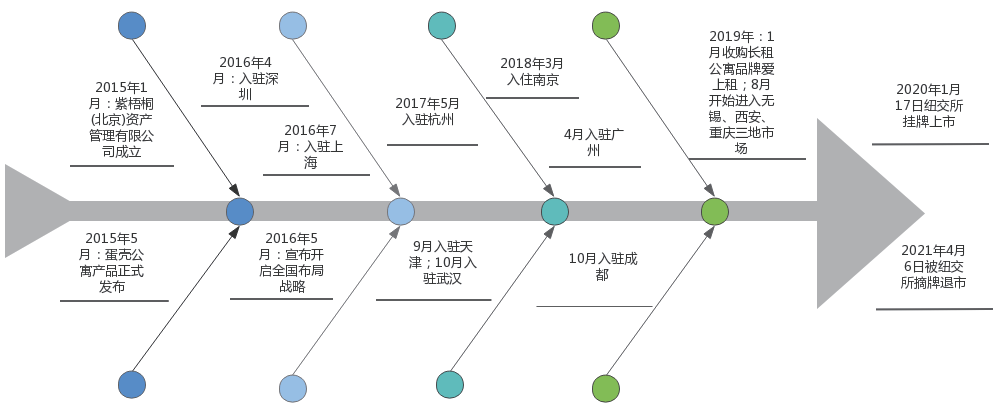 2015年1
月：紫梧桐
(北京)资产
管理有限公
司成立
2016年4
月：入驻深
圳
2016年7
月：入驻上
海
2017年5月
入驻杭州
2018年3月
入住南京
4月入驻广
州
2019年：1
月收购长租
公寓品牌爱
上租；8月
开始进入无
锡、西安、
重庆三地市
场
2020年1月
17日纽交所
挂牌上市
2015年5
月：蛋壳公
寓产品正式
发布
2016年5
月：宣布开
启全国布局
战略
9月入驻天
津；10月入
驻武汉
10月入驻成
都
2021年4月
6日被纽交
所摘牌退市